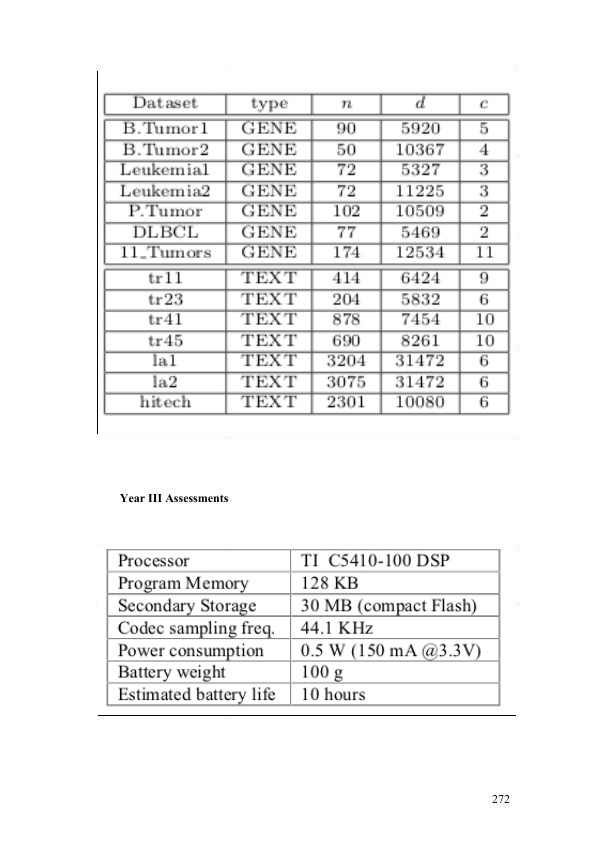 Dataset type n d c
B.Tumor1 GENE 90 5920 5
B.Tumor2 GENE 50 10367 4
Leukemia1 GENE 72 5327 3
Leukemia2 GENE 72 11225 3
P.Tumor GENE 102 10509 2
DLBCL GENE 77 5469 2
11_Tumors GENE 174 12534 11
tr11 TEXT 414 6424 9
tr23 TEXT 204 5832 6
tr41 TEXT 878 7454 10
tr45 TEXT 690 8261 10
la1 TEXT 3204 31472 6
la2 TEXT 3075 31472 6
hitech TEXT 2301 10080 6
Year III Assessments
Processor TI C5410-100 DSP
Program Memory 128 KB
Secondary Storage 30 MB (compact Flash)
Codec sampling freq. 44.1 KHz
Power consumption 0.5 W (150 mA @3.3V)
Battery weight 100 g
Estimated battery life 10 hours
272